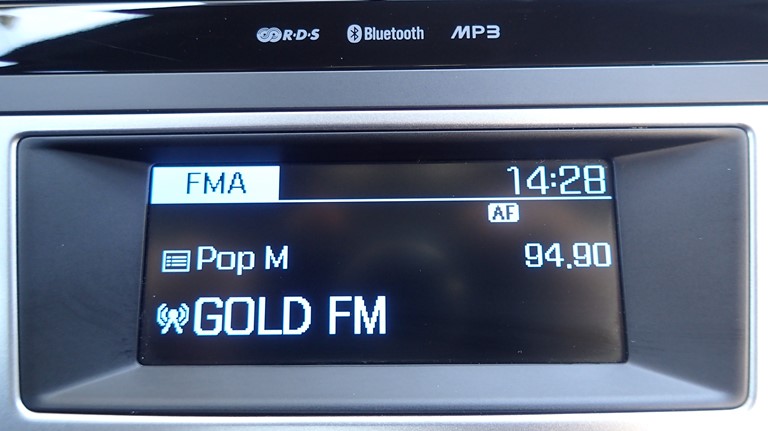 R·D·S Bluetooth MP3
FMA 14:28
AF
Pop M 94.90
GOLD FM